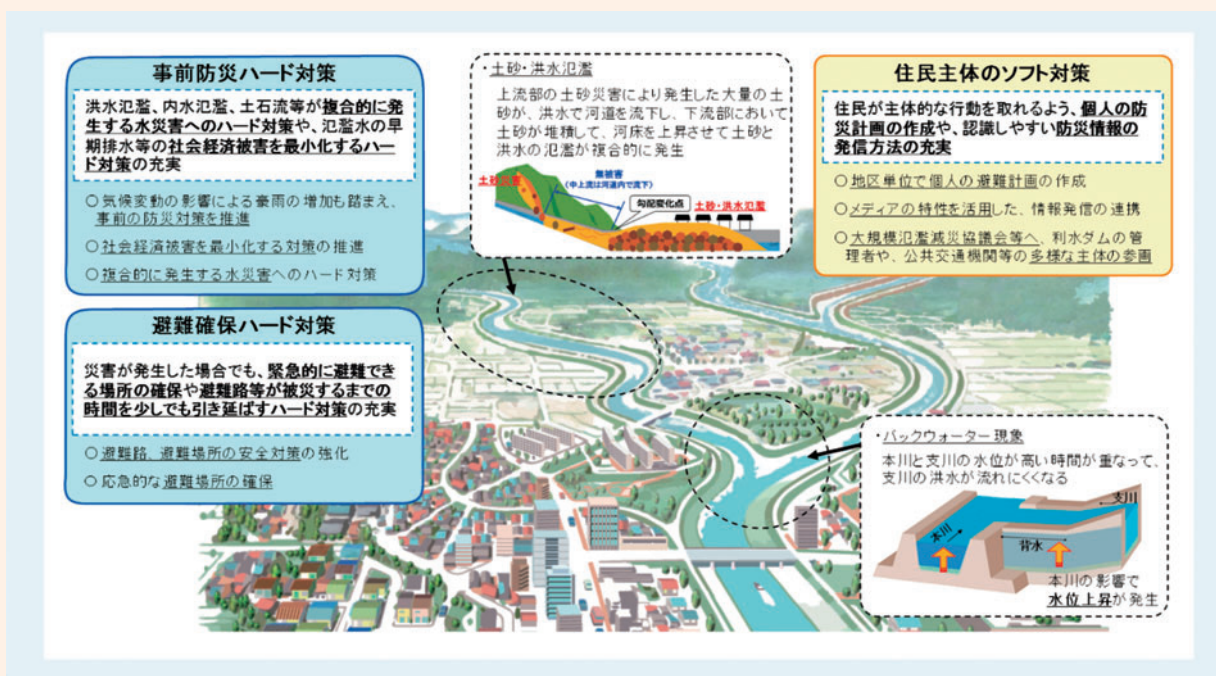 事前防災ハード対策
洪水氾濫、内水氾濫、土石流等が複合的に発
生する水災害へのハード対策や、氾濫水の早
期排水等の社会経済被害を最小化するハー
ド対策の充実
○気候変動の影響による豪雨の増加も踏まえ、
事前の防災対策を推進
○社会経済被害を最小化する対策の推進
○複合的に発生する水災害へのハード対策
避難確保ハード対策
災害が発生した場合でも、緊急的に避難でき
る場所の確保や避難路等が被災するまでの
時間を少しでも引き延ばすハード対策の充実
○避難路、避難場所の安全対策の強化
○応急的な避難場所の確保
・土砂・洪水氾濫
上流部の土砂災害により発生した大量の土
砂が、洪水で河道を流下し、下流部において
土砂が堆積して、河床を上昇させて土砂と
洪水の氾濫が複合的に発生
土砂災害
無被害
(中上流は河道内で流下)
勾配変化点
土砂・洪水氾濫
住民主体のソフト対策
住民が主体的な行動を取れるよう、個人の防
災計画の作成や、認識しやすい防災情報の
発信方法の充実
○地区単位で個人の避難計画の作成
○メディアの特性を活用した、情報発信の連携
○大規模氾濫減災協議会等へ、利水ダムの管
理者や、公共交通機関等の多様な主体の参画
・バックウォーター現象
本川と支川の水位が高い時間が重なって、
支川の洪水が流れにくくなる
支川
本川
背水
本川の影響で
水位上昇が発生